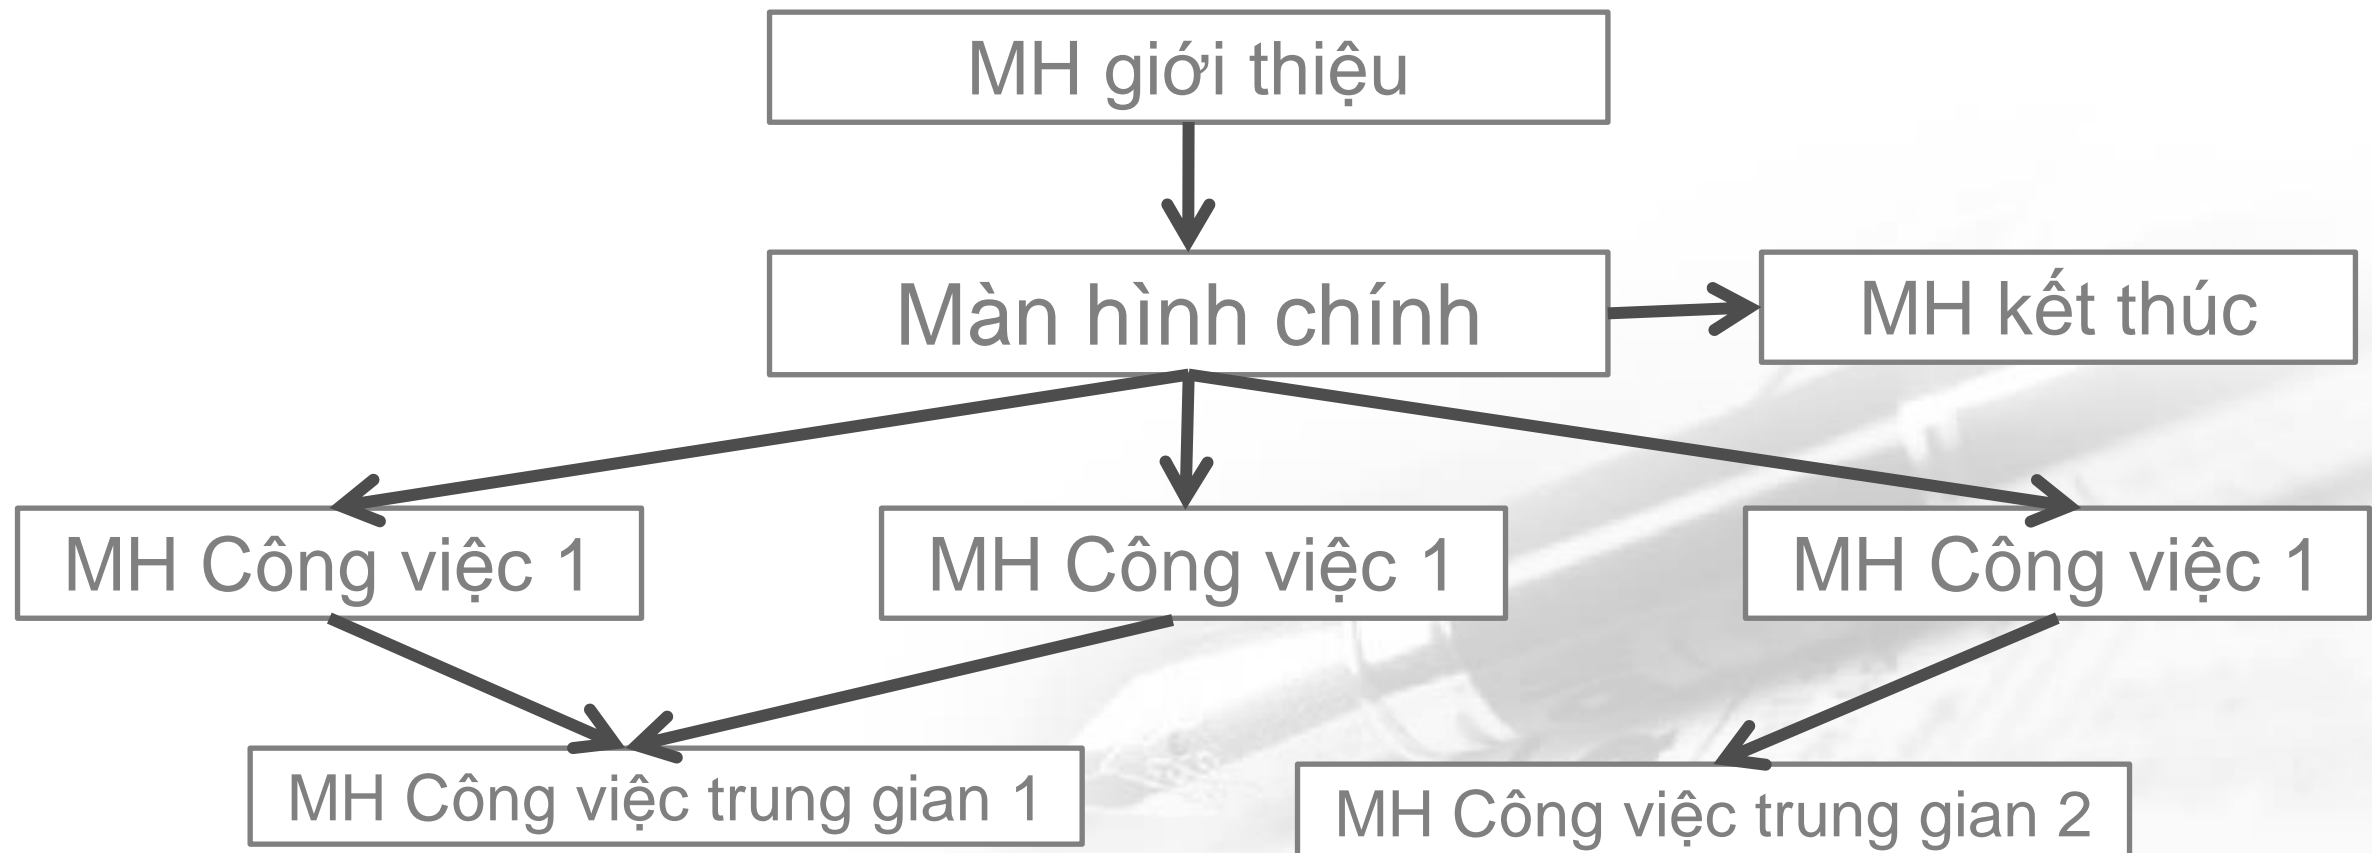 MH giới thiệu
Màn hình chính
MH kết thúc
MH Công việc 1
MH Công việc 1
MH Công việc 1
MH Công việc trung gian 1
MH Công việc trung gian 2